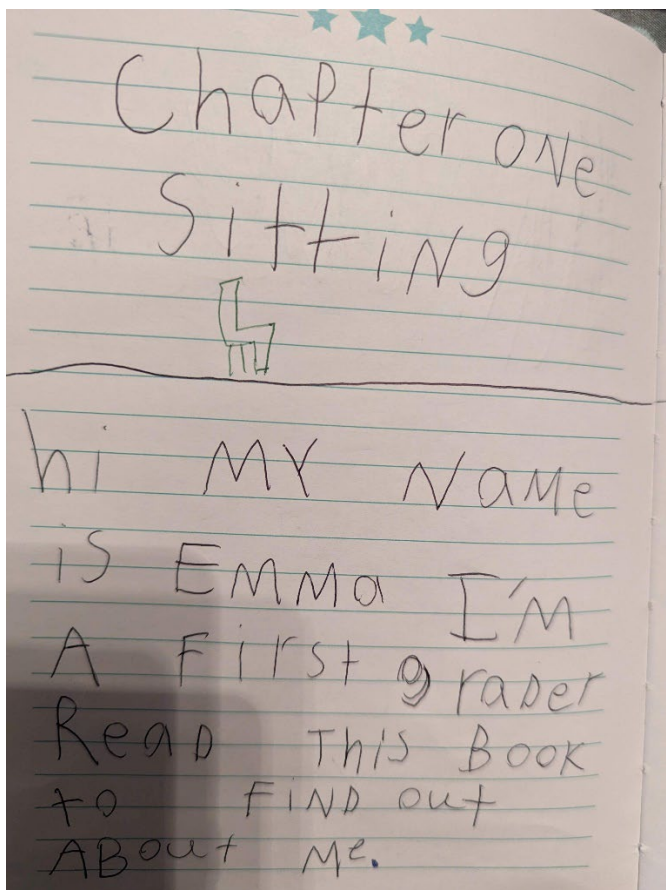 ChaPter oNe
SittiNg
hi MY NaMe
is EMMa I'M
A First graDer
ReaD This Book
to FiND out
ABout Me.